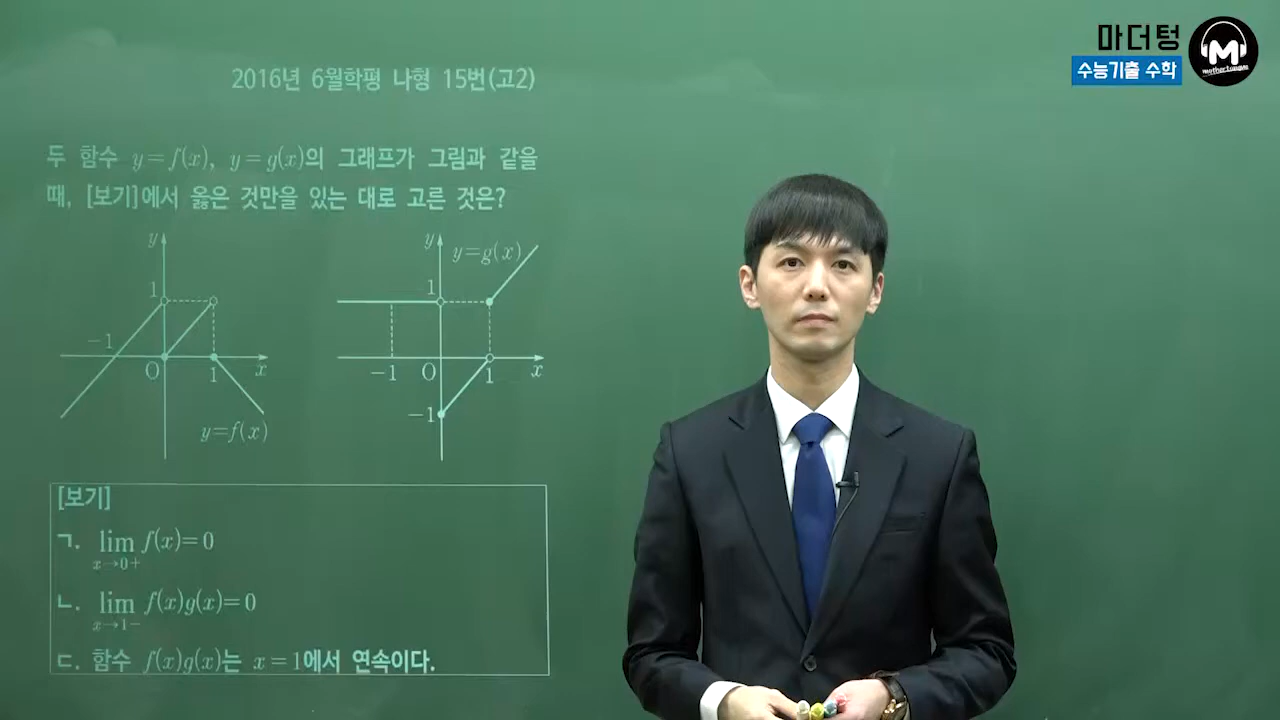 마더텅
수능기출 수학
M
mothertongue
2016년 6월학평 나형 15번(고2)
두 함수 y=f(x), y=g(x)의 그래프가 그림과 같을
때, [보기]에서 옳은 것만을 있는 대로 고른 것은?
y
1
-1
O
1
x
y=f(x)
y
y=g(x)
1
-1
O
1
x
-1
[보기]
ㄱ. lim f(x)=0
x→0+
ㄴ. lim f(x)g(x)=0
x→1-
ㄷ. 함수 f(x)g(x)는 x=1에서 연속이다.